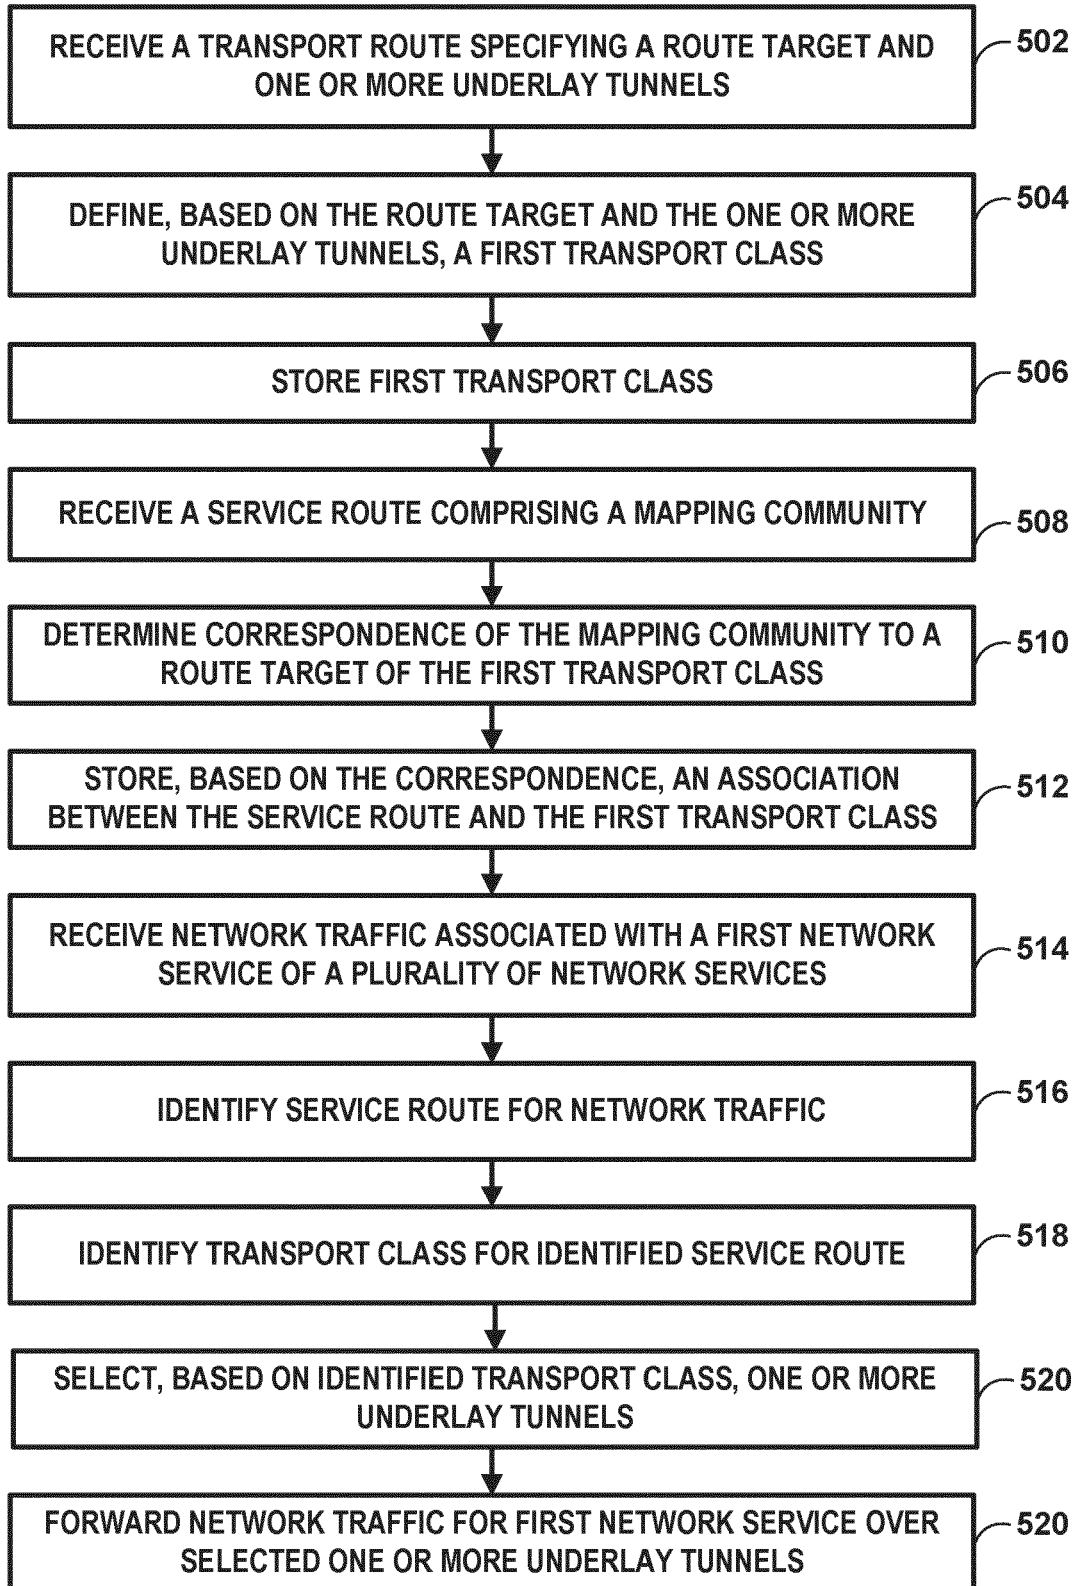 RECEIVE A TRANSPORT ROUTE SPECIFYING A ROUTE TARGET AND
ONE OR MORE UNDERLAY TUNNELS
502
DEFINE, BASED ON THE ROUTE TARGET AND THE ONE OR MORE
UNDERLAY TUNNELS, A FIRST TRANSPORT CLASS
504
STORE FIRST TRANSPORT CLASS
506
RECEIVE A SERVICE ROUTE COMPRISING A MAPPING COMMUNITY
508
DETERMINE CORRESPONDENCE OF THE MAPPING COMMUNITY TO A
ROUTE TARGET OF THE FIRST TRANSPORT CLASS
510
STORE, BASED ON THE CORRESPONDENCE, AN ASSOCIATION
BETWEEN THE SERVICE ROUTE AND THE FIRST TRANSPORT CLASS
512
RECEIVE NETWORK TRAFFIC ASSOCIATED WITH A FIRST NETWORK
SERVICE OF A PLURALITY OF NETWORK SERVICES
514
IDENTIFY SERVICE ROUTE FOR NETWORK TRAFFIC
516
IDENTIFY TRANSPORT CLASS FOR IDENTIFIED SERVICE ROUTE
518
SELECT, BASED ON IDENTIFIED TRANSPORT CLASS, ONE OR MORE
UNDERLAY TUNNELS
520
FORWARD NETWORK TRAFFIC FOR FIRST NETWORK SERVICE OVER
SELECTED ONE OR MORE UNDERLAY TUNNELS
520